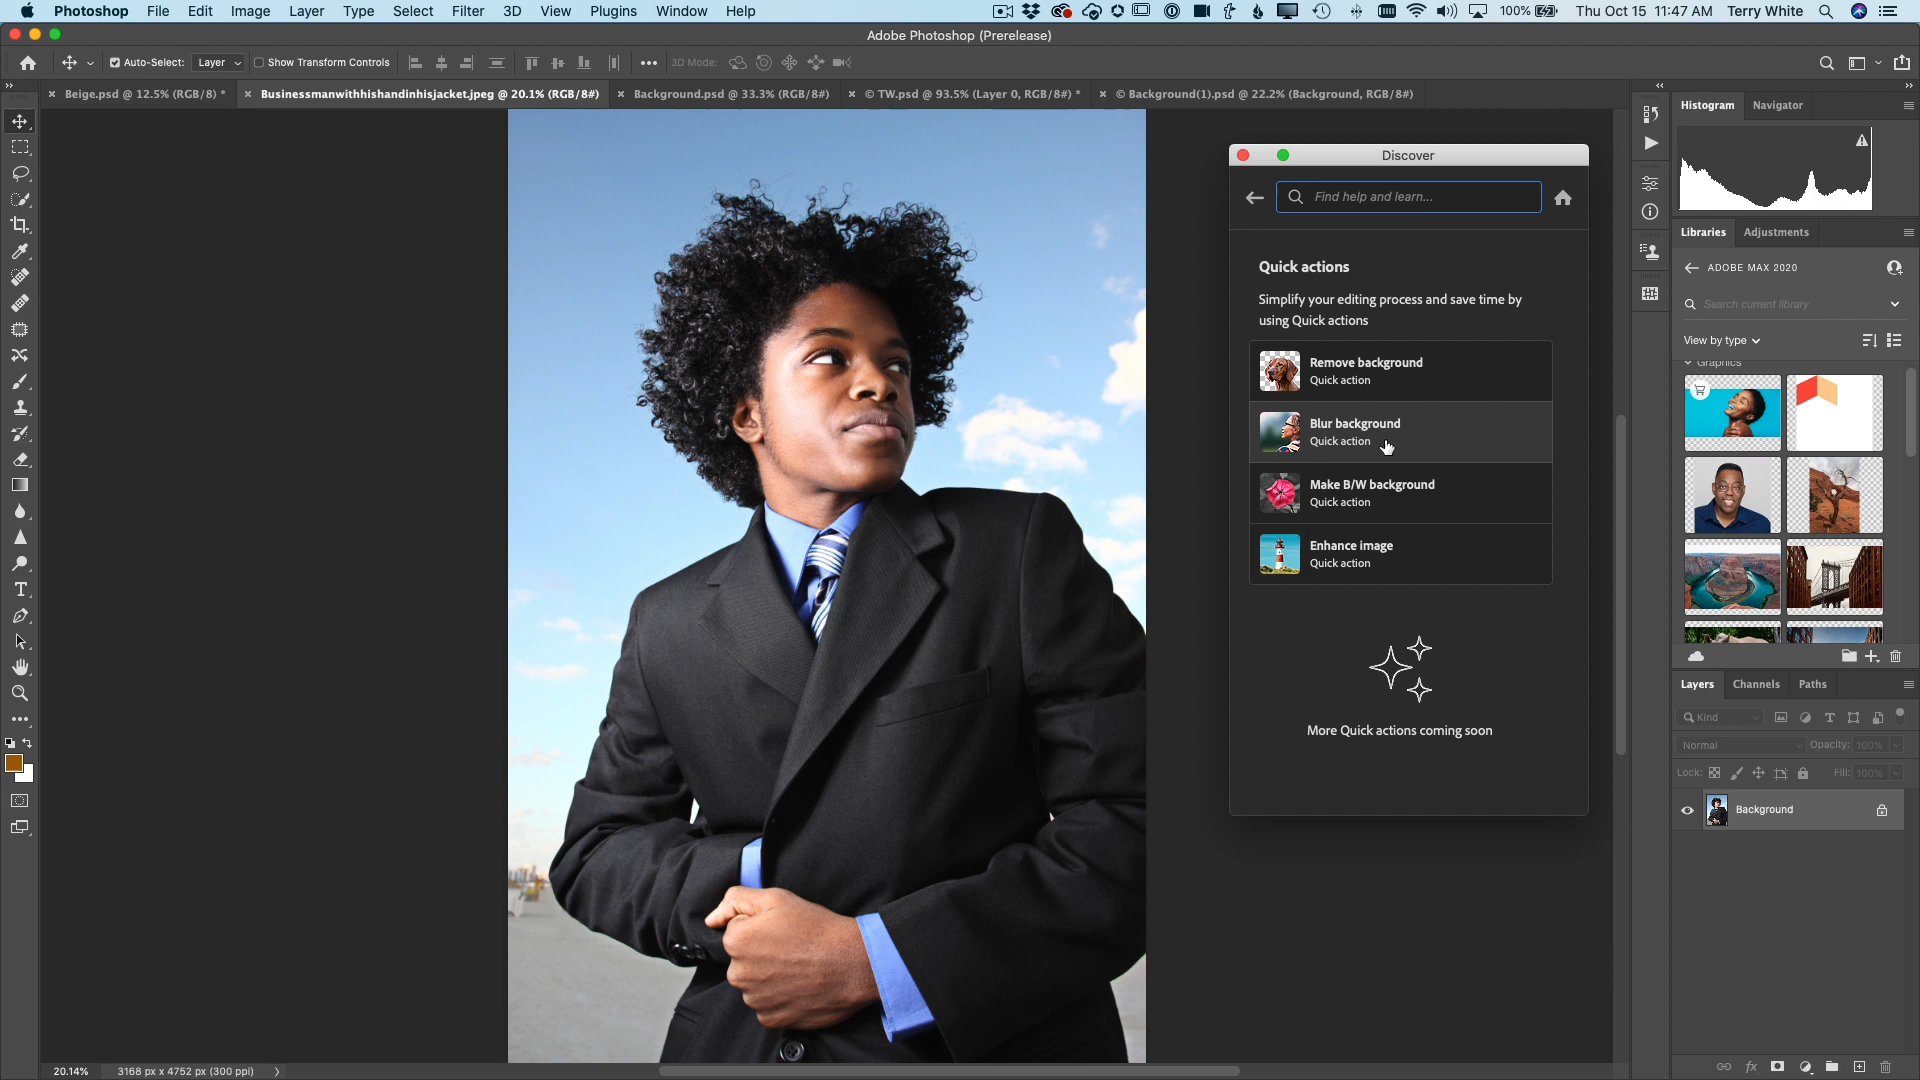 Photoshop File Edit Image Layer Type Select Filter 3D View Plugins Window Help 100% Thu Oct 15 11:47 AM Terry White
Adobe Photoshop (Prerelease)
Auto-Select: Layer Show Transform Controls 3D Mode:
Beige.psd @ 12.5% (RGB/8) * Businessmanwithhishandinhisjacket.jpeg @ 20.1% (RGB/8#) Background.psd @ 33.3% (RGB/8#) © TW.psd @ 93.5% (Layer 0, RGB/8#) * © Background(1).psd @ 22.2% (Background, RGB/8#)
Histogram Navigator
Discover
Find help and learn...
Quick actions
Simplify your editing process and save time by
using Quick actions
Remove background
Quick action
Blur background
Quick action
Make B/W background
Quick action
Enhance image
Quick action
More Quick actions coming soon
Libraries Adjustments
ADOBE MAX 2020
Search current library
View by type
Graphics
Layers Channels Paths
Kind
Normal Opacity: 100%
Lock: Fill: 100%
Background
20.14% 3168 px x 4752 px (300 ppi)